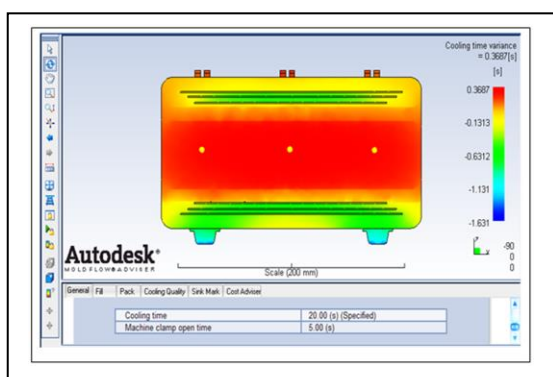 Cooling time variance
= 0.3687[s]
[s]
0.3687
-0.1313
-0.6312
-1.131
-1.631
-90
0
0
Autodesk®
MOLDFLOW®ADVISER
Scale (200 mm)
General Fill Pack Cooling Quality Sink Mark Cost Adviser
Cooling time 20.00 (s) (Specified)
Machine clamp open time 5.00 (s)